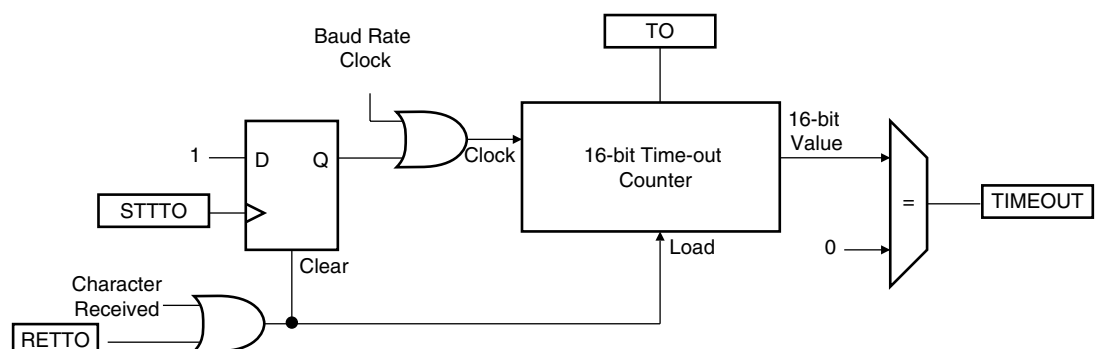 TO
Baud Rate
Clock
1
D
Q
Clock
16-bit Time-out
Counter
16-bit
Value
=
TIMEOUT
STTTO
0
Clear
Load
Character
Received
RETTO